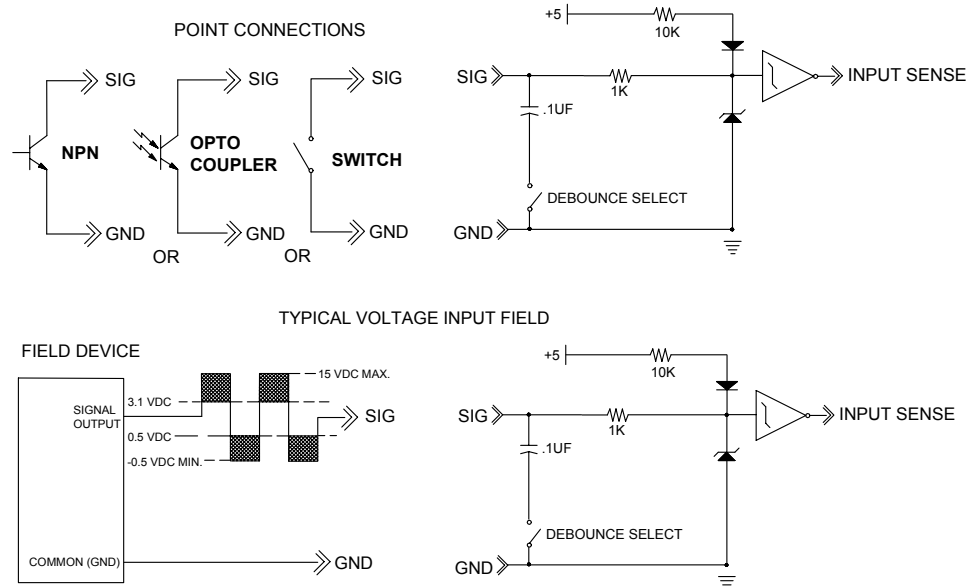 POINT CONNECTIONS
SIG
NPN
GND
OR
SIG
OPTO
COUPLER
GND
OR
SIG
SWITCH
GND
+5
10K
SIG
1K
.1UF
DEBOUNCE SELECT
GND
INPUT SENSE
TYPICAL VOLTAGE INPUT FIELD
FIELD DEVICE
SIGNAL
OUTPUT
15 VDC MAX.
3.1 VDC
0.5 VDC
-0.5 VDC MIN.
SIG
COMMON (GND)
GND
+5
10K
SIG
1K
.1UF
DEBOUNCE SELECT
GND
INPUT SENSE